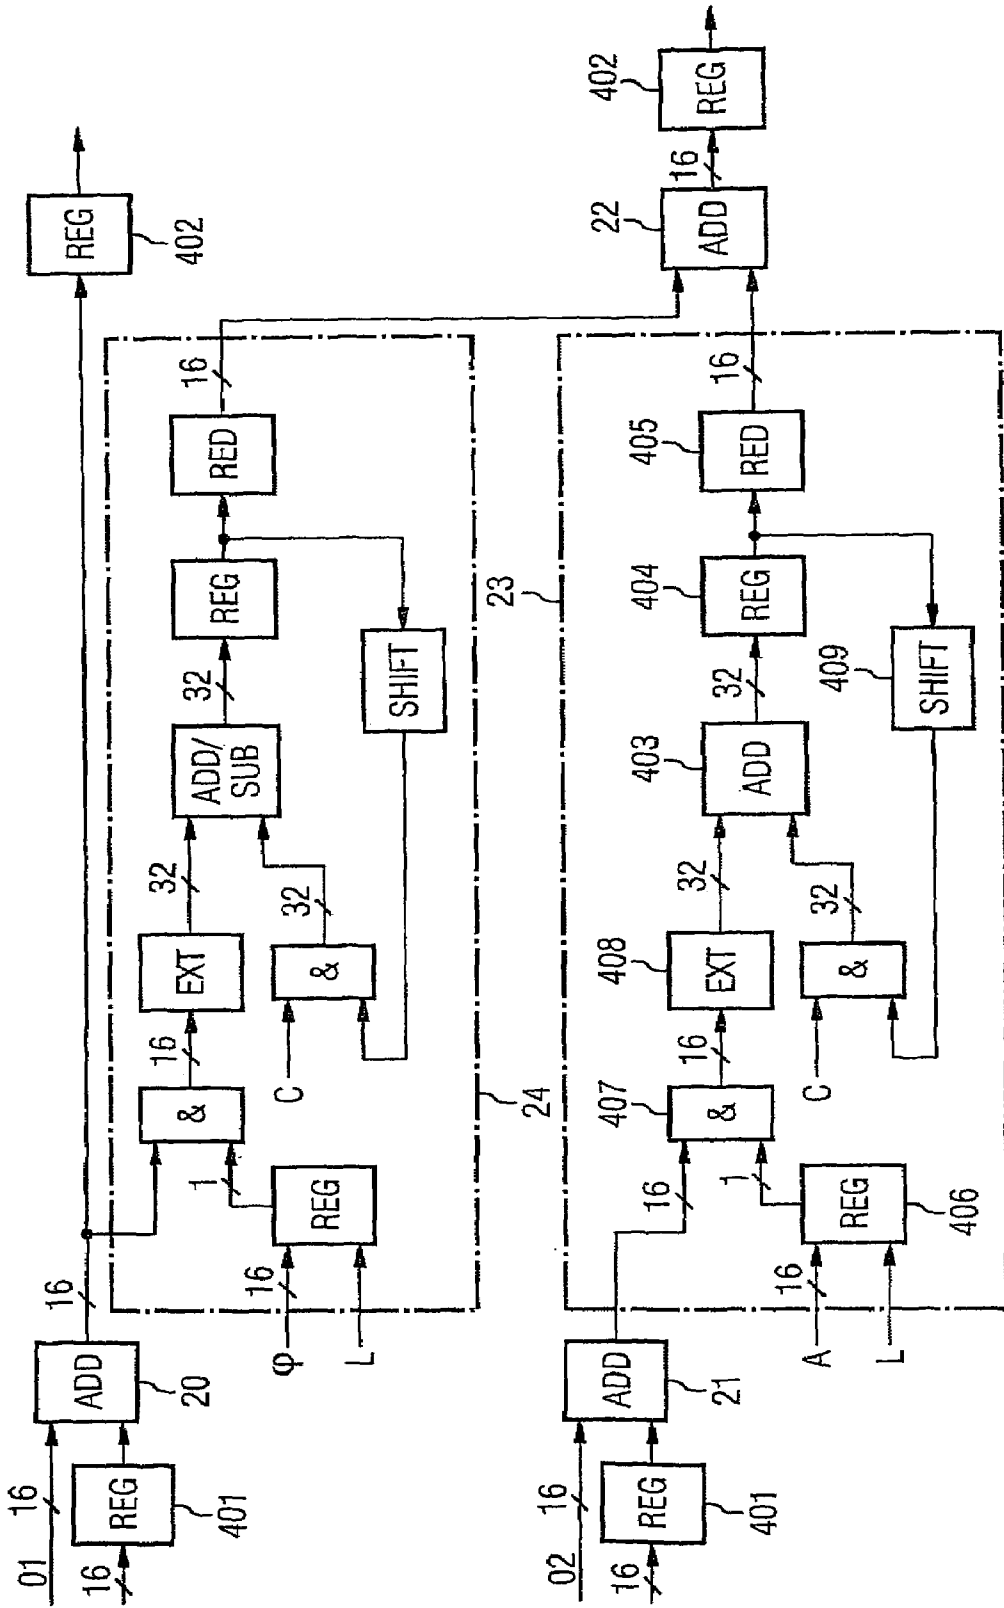 01
16
16
REG
401
ADD
20
16
REG
402
φ
16
L
REG
1
&
16
EXT
32
C
&
32
ADD/
SUB
32
REG
RED
16
SHIFT
24
02
16
16
REG
401
ADD
21
16
A
16
L
REG
406
1
&
407
16
EXT
408
32
C
&
32
ADD
403
32
REG
404
RED
405
16
SHIFT
409
23
ADD
22
16
REG
402